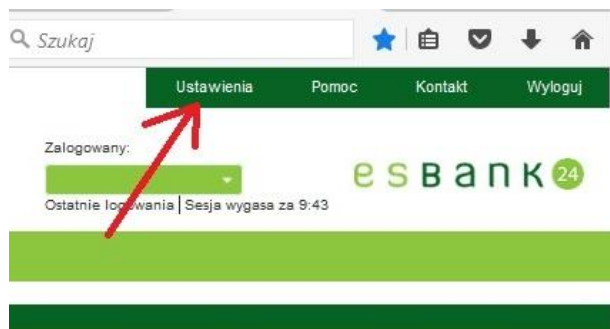 Szukaj
Ustawienia Pomoc Kontakt Wyloguj
Zalogowany:
esBank 24
Ostatnie logowania | Sesja wygasa za 9:43